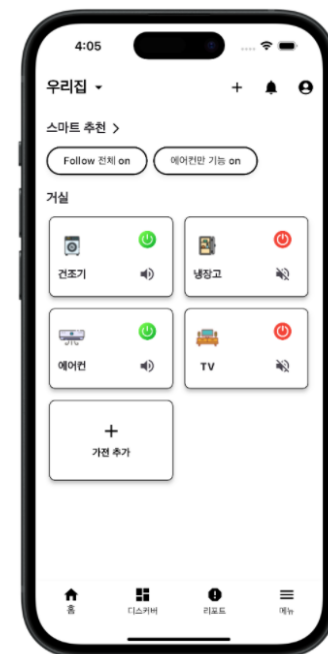 4:05
우리집
스마트 추천 >
Follow 전체 on
에어컨만 기능 on
거실
건조기
냉장고
에어컨
TV
+
가전 추가
홈
디스커버
리포트
메뉴